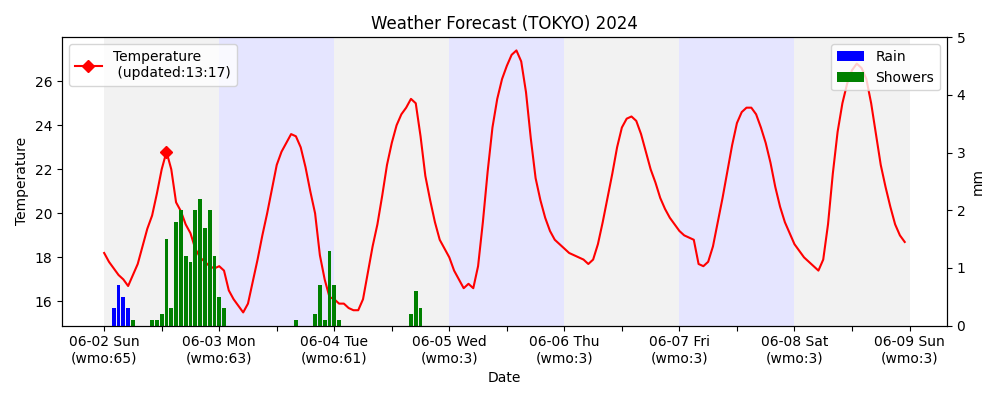 Weather Forecast (TOKYO) 2024
Temperature
(updated:13:17)
Rain
Showers
Temperature
26
24
22
20
18
16
5
4
3
2
1
0
mm
06-02 Sun
(wmo:65)
06-03 Mon
(wmo:63)
06-04 Tue
(wmo:61)
06-05 Wed
(wmo:3)
06-06 Thu
(wmo:3)
06-07 Fri
(wmo:3)
06-08 Sat
(wmo:3)
06-09 Sun
(wmo:3)
Date